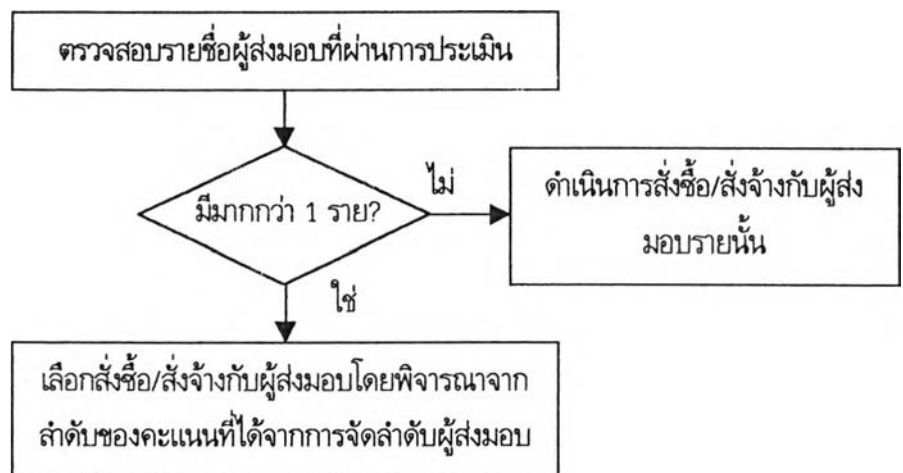 ตรวจสอบรายชื่อผู้ส่งมอบที่ผ่านการประเมิน
มีมากกว่า 1 ราย?
ไม่
ดำเนินการสั่งซื้อ/สั่งจ้างกับผู้ส่ง
มอบรายนั้น
ใช่
เลือกสั่งซื้อ/สั่งจ้างกับผู้ส่งมอบโดยพิจารณาจาก
ลำดับของคะแนนที่ได้จากการจัดลำดับผู้ส่งมอบ